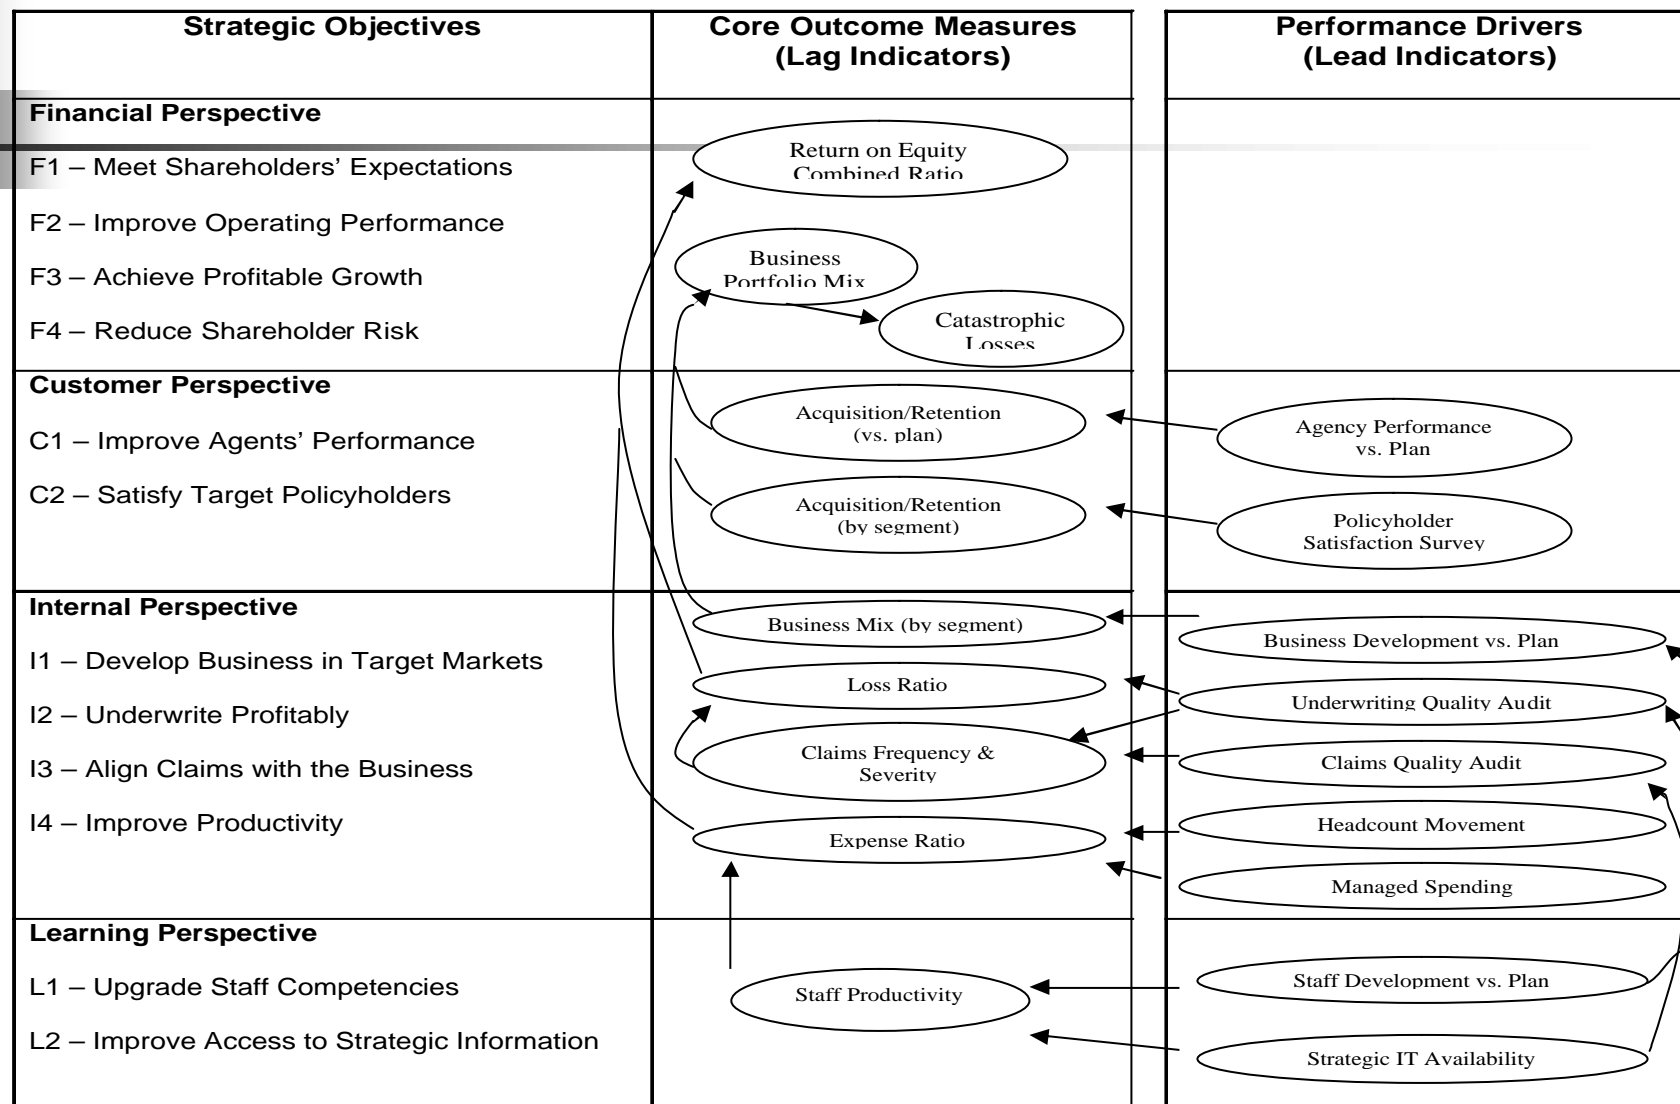 Strategic Objectives
Core Outcome Measures
(Lag Indicators)
Performance Drivers
(Lead Indicators)
Financial Perspective
F1 – Meet Shareholders’ Expectations
F2 – Improve Operating Performance
F3 – Achieve Profitable Growth
F4 – Reduce Shareholder Risk
Return on Equity
Combined Ratio
Business
Portfolio Mix
Catastrophic
Losses
Customer Perspective
C1 – Improve Agents’ Performance
C2 – Satisfy Target Policyholders
Acquisition/Retention
(vs. plan)
Acquisition/Retention
(by segment)
Agency Performance
vs. Plan
Policyholder
Satisfaction Survey
Internal Perspective
I1 – Develop Business in Target Markets
I2 – Underwrite Profitably
I3 – Align Claims with the Business
I4 – Improve Productivity
Business Mix (by segment)
Loss Ratio
Claims Frequency &
Severity
Expense Ratio
Business Development vs. Plan
Underwriting Quality Audit
Claims Quality Audit
Headcount Movement
Managed Spending
Learning Perspective
L1 – Upgrade Staff Competencies
L2 – Improve Access to Strategic Information
Staff Productivity
Staff Development vs. Plan
Strategic IT Availability